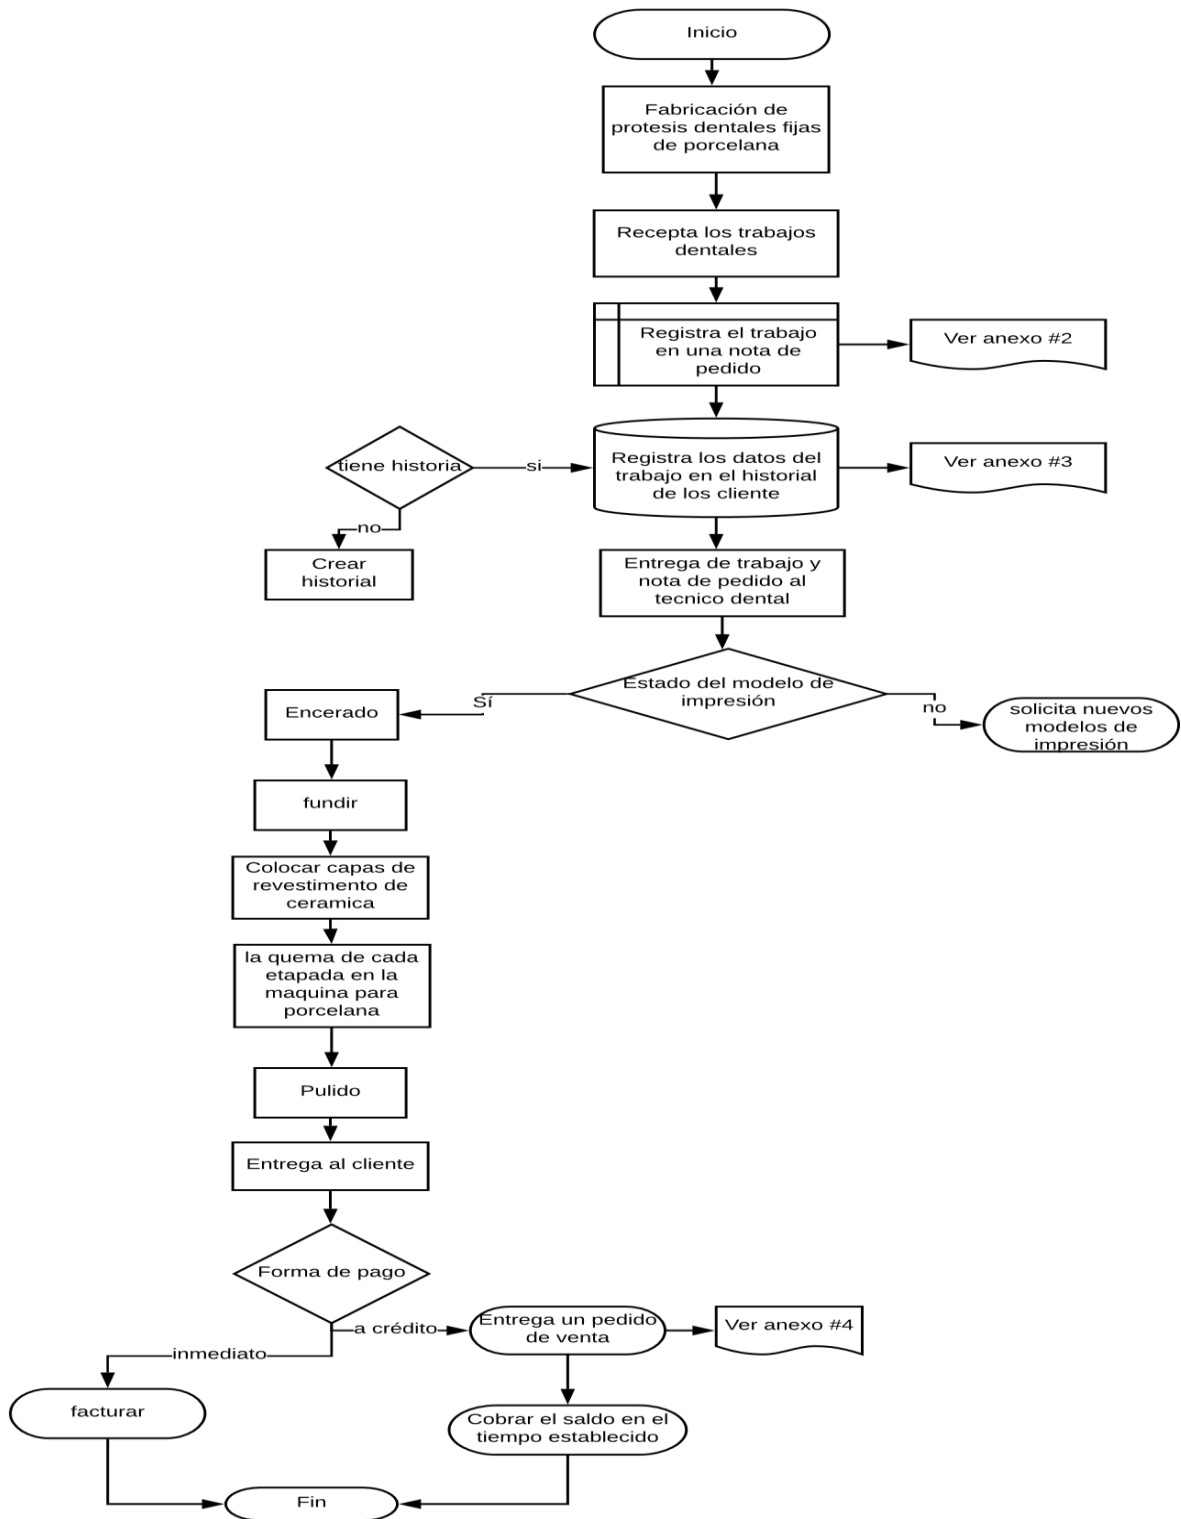 Inicio
Fabricación de
protesis dentales fijas
de porcelana
Recepta los trabajos
dentales
Registra el trabajo
en una nota de
pedido
Ver anexo #2
tiene historia
si
Registra los datos del
trabajo en el historial
de los cliente
Ver anexo #3
no
Crear
historial
Entrega de trabajo y
nota de pedido al
tecnico dental
Estado del modelo de
impresión
Sí
no
Encerado
solicita nuevos
modelos de
impresión
fundir
Colocar capas de
revestimento de
ceramica
la quema de cada
etapada en la
maquina para
porcelana
Pulido
Entrega al cliente
Forma de pago
a crédito
Entrega un pedido
de venta
Ver anexo #4
inmediato
facturar
Cobrar el saldo en el
tiempo establecido
Fin